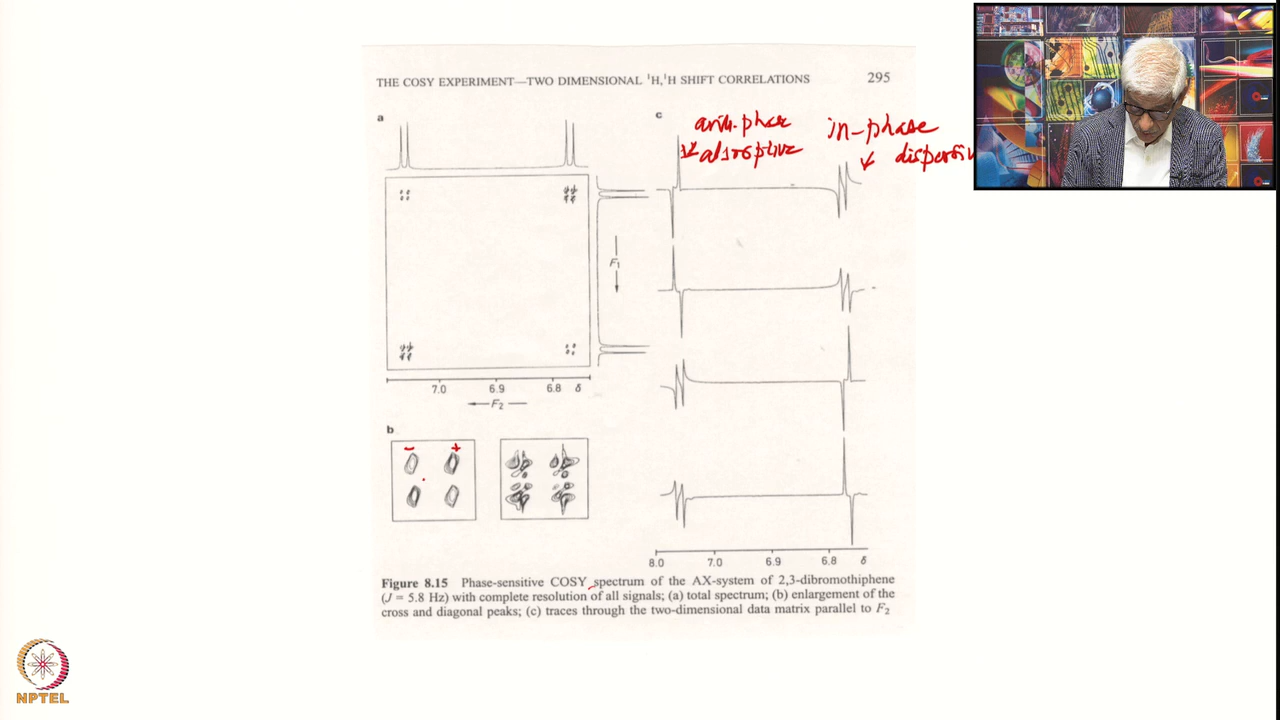 THE COSY EXPERIMENT—TWO DIMENSIONAL ¹H,¹H SHIFT CORRELATIONS 295
a
c
anti-phase
absorptive
in-phase
dispersiv
F₁
7.0 6.9 6.8 δ
F₂
b
- +
8.0 7.0 6.9 6.8 δ
Figure 8.15 Phase-sensitive COSY spectrum of the AX-system of 2,3-dibromothiphene
(J = 5.8 Hz) with complete resolution of all signals; (a) total spectrum; (b) enlargement of the
cross and diagonal peaks; (c) traces through the two-dimensional data matrix parallel to F₂
NPTEL